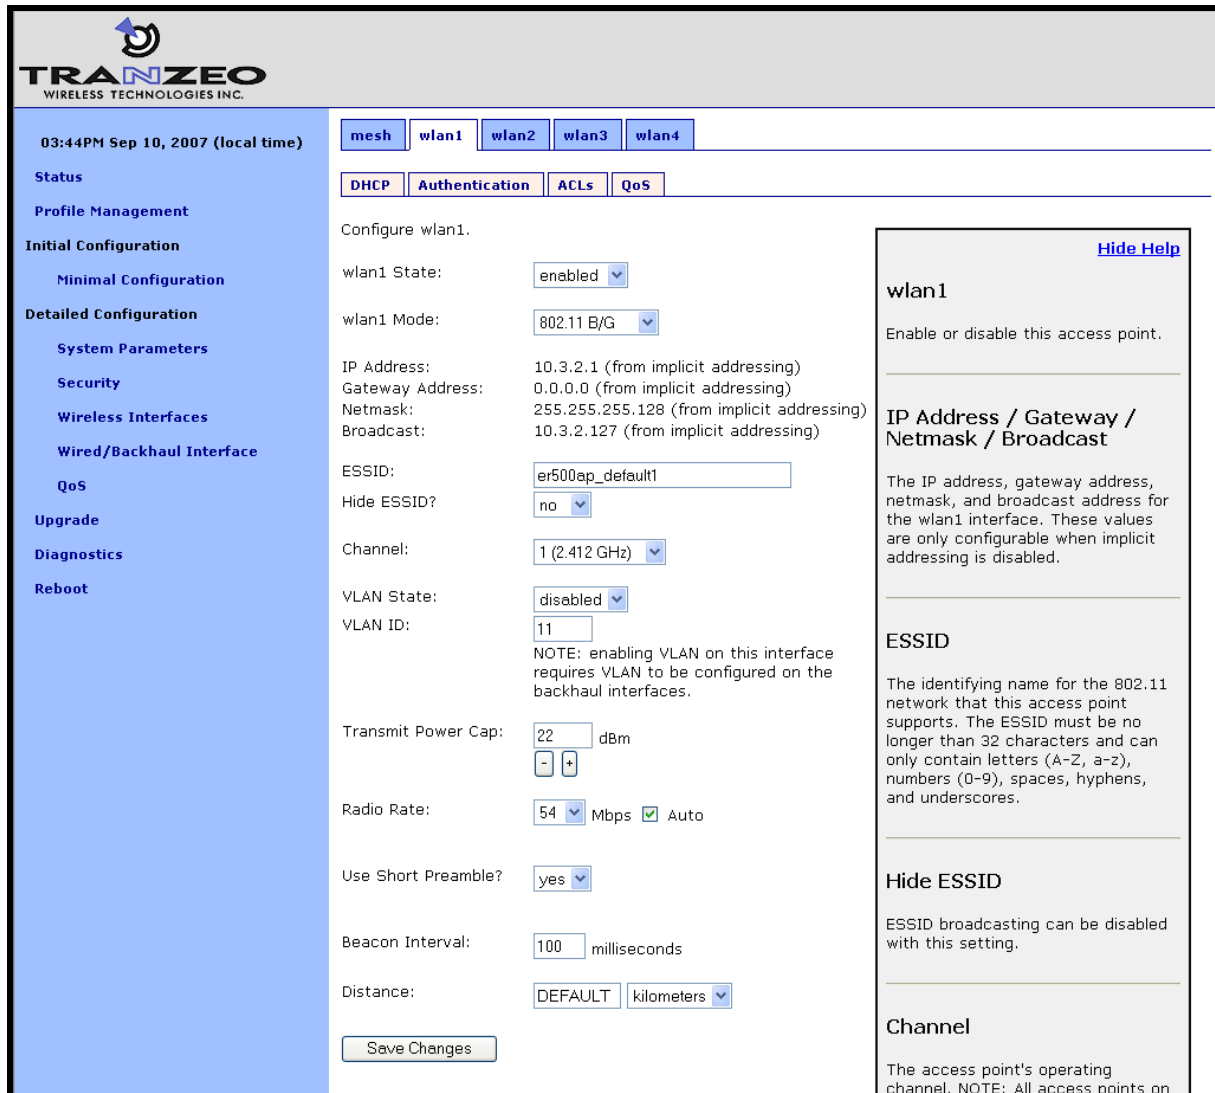 TRANZEO
WIRELESS TECHNOLOGIES INC.
03:44PM Sep 10, 2007 (local time)
Status
Profile Management
Initial Configuration
Minimal Configuration
Detailed Configuration
System Parameters
Security
Wireless Interfaces
Wired/Backhaul Interface
QoS
Upgrade
Diagnostics
Reboot
mesh wlan1 wlan2 wlan3 wlan4
DHCP Authentication ACLs QoS
Configure wlan1.
wlan1 State: enabled
wlan1 Mode: 802.11 B/G
IP Address: 10.3.2.1 (from implicit addressing)
Gateway Address: 0.0.0.0 (from implicit addressing)
Netmask: 255.255.255.128 (from implicit addressing)
Broadcast: 10.3.2.127 (from implicit addressing)
ESSID: er500ap_default1
Hide ESSID? no
Channel: 1 (2.412 GHz)
VLAN State: disabled
VLAN ID: 11
NOTE: enabling VLAN on this interface
requires VLAN to be configured on the
backhaul interfaces.
Transmit Power Cap: 22 dBm
- +
Radio Rate: 54 Mbps Auto
Use Short Preamble? yes
Beacon Interval: 100 milliseconds
Distance: DEFAULT kilometers
Save Changes
Hide Help
wlan1
Enable or disable this access point.
IP Address / Gateway /
Netmask / Broadcast
The IP address, gateway address,
netmask, and broadcast address for
the wlan1 interface. These values
are only configurable when implicit
addressing is disabled.
ESSID
The identifying name for the 802.11
network that this access point
supports. The ESSID must be no
longer than 32 characters and can
only contain letters (A-Z, a-z),
numbers (0-9), spaces, hyphens,
and underscores.
Hide ESSID
ESSID broadcasting can be disabled
with this setting.
Channel
The access point's operating
channel. NOTE: All access points on